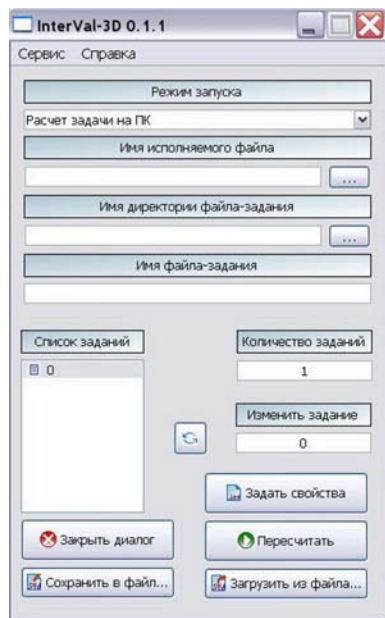 InterVal-3D 0.1.1
Сервис Справка
Режим запуска
Расчет задачи на ПК
Имя исполняемого файла
...
Имя директории файла-задания
...
Имя файла-задания
Список заданий
Количество заданий
0
1
Изменить задание
0
Задать свойства
Закрыть диалог
Пересчитать
Сохранить в файл...
Загрузить из файла...